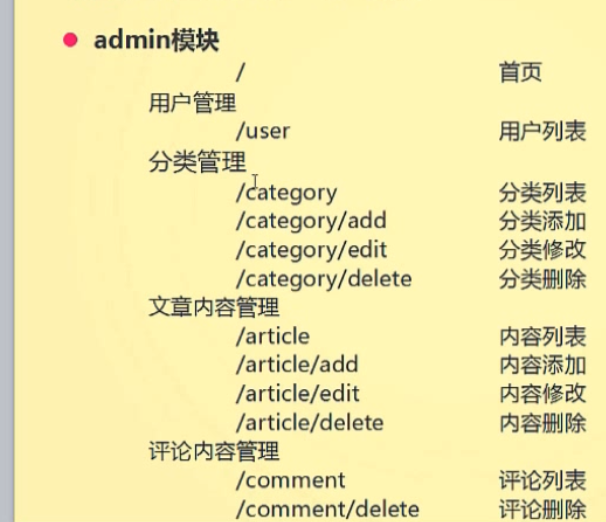 admin模块
/ 首页
用户管理
/user 用户列表
分类管理
/category 分类列表
/category/add 分类添加
/category/edit 分类修改
/category/delete 分类删除
文章内容管理
/article 内容列表
/article/add 内容添加
/article/edit 内容修改
/article/delete 内容删除
评论内容管理
/comment 评论列表
/comment/delete 评论删除